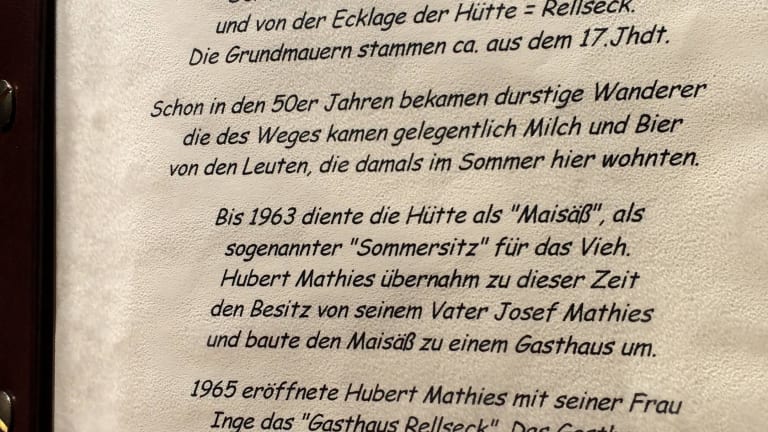 und von der Ecklage der Hütte = Rellseck.
Die Grundmauern stammen ca. aus dem 17.Jhdt.
Schon in den 50er Jahren bekamen durstige Wanderer
die des Weges kamen gelegentlich Milch und Bier
von den Leuten, die damals im Sommer hier wohnten.
Bis 1963 diente die Hütte als "Maisäß", als
sogenannter "Sommersitz" für das Vieh.
Hubert Mathies übernahm zu dieser Zeit
den Besitz von seinem Vater Josef Mathies
und baute den Maisäß zu einem Gasthaus um.
1965 eröffnete Hubert Mathies mit seiner Frau
Inge das "Gasthaus Rellseck". Das